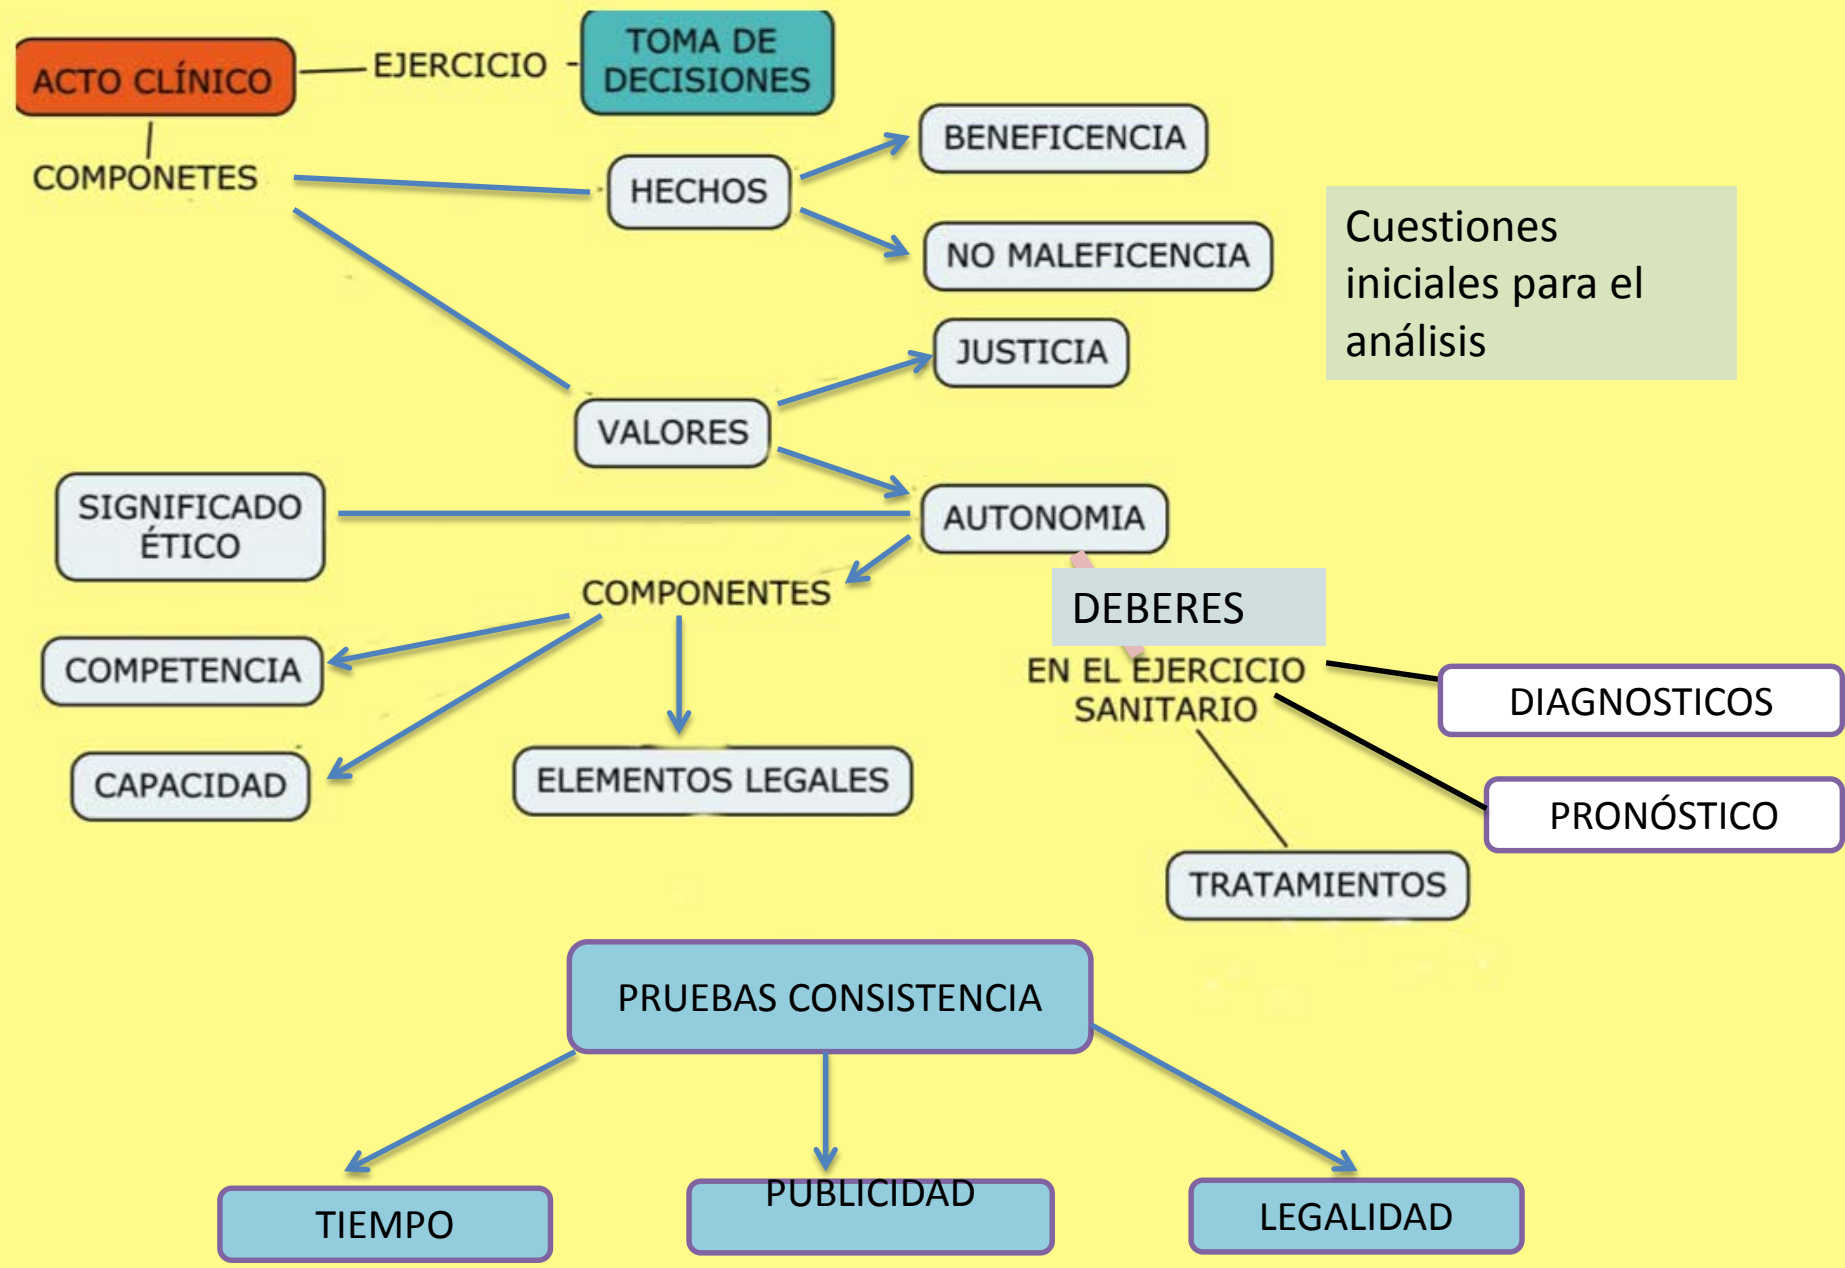 ACTO CLÍNICO
EJERCICIO
TOMA DE
DECISIONES
COMPONETES
HECHOS
BENEFICENCIA
NO MALEFICENCIA
Cuestiones
iniciales para el
análisis
JUSTICIA
VALORES
SIGNIFICADO
ÉTICO
AUTONOMIA
COMPONENTES
DEBERES
COMPETENCIA
EN EL EJERCICIO
SANITARIO
DIAGNOSTICOS
CAPACIDAD
ELEMENTOS LEGALES
PRONÓSTICO
TRATAMIENTOS
PRUEBAS CONSISTENCIA
TIEMPO
PUBLICIDAD
LEGALIDAD